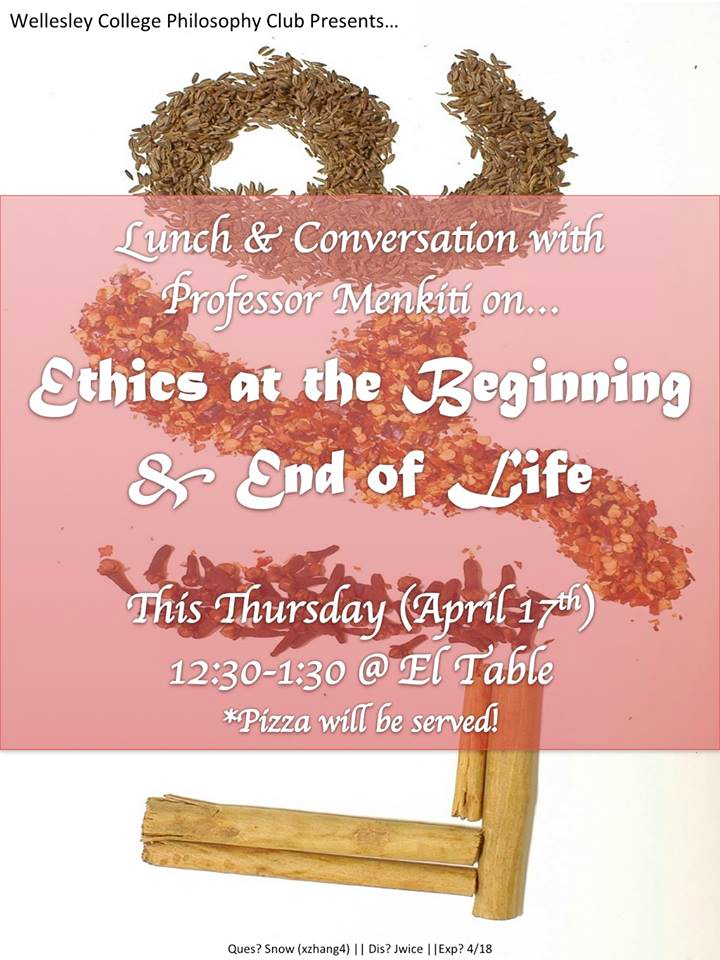 Wellesley College Philosophy Club Presents…
Lunch & Conversation with
Professor Menkiti on…
Ethics at the Beginning
& End of Life
This Thursday (April 17th)
12:30-1:30 @ El Table
*Pizza will be served!
Ques? Snow (xzhang4) || Dis? Jwice ||Exp? 4/18